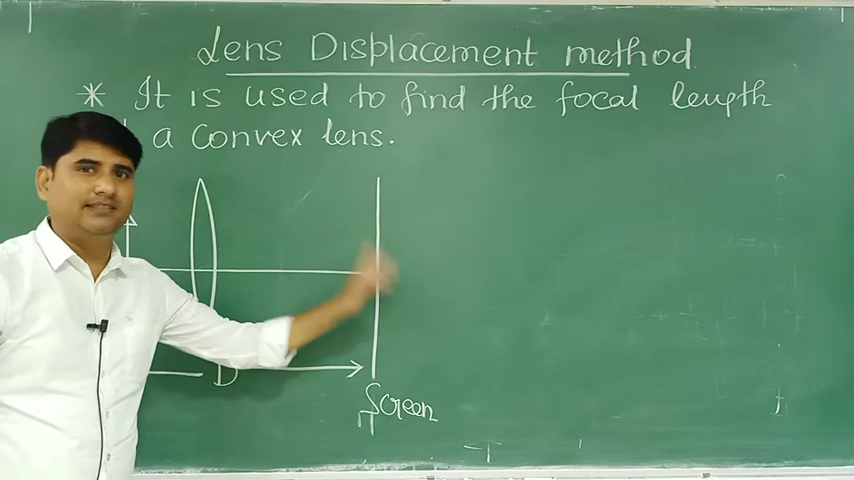 Lens Displacement method
* It is used to find the focal length
a convex lens.
D
Screen